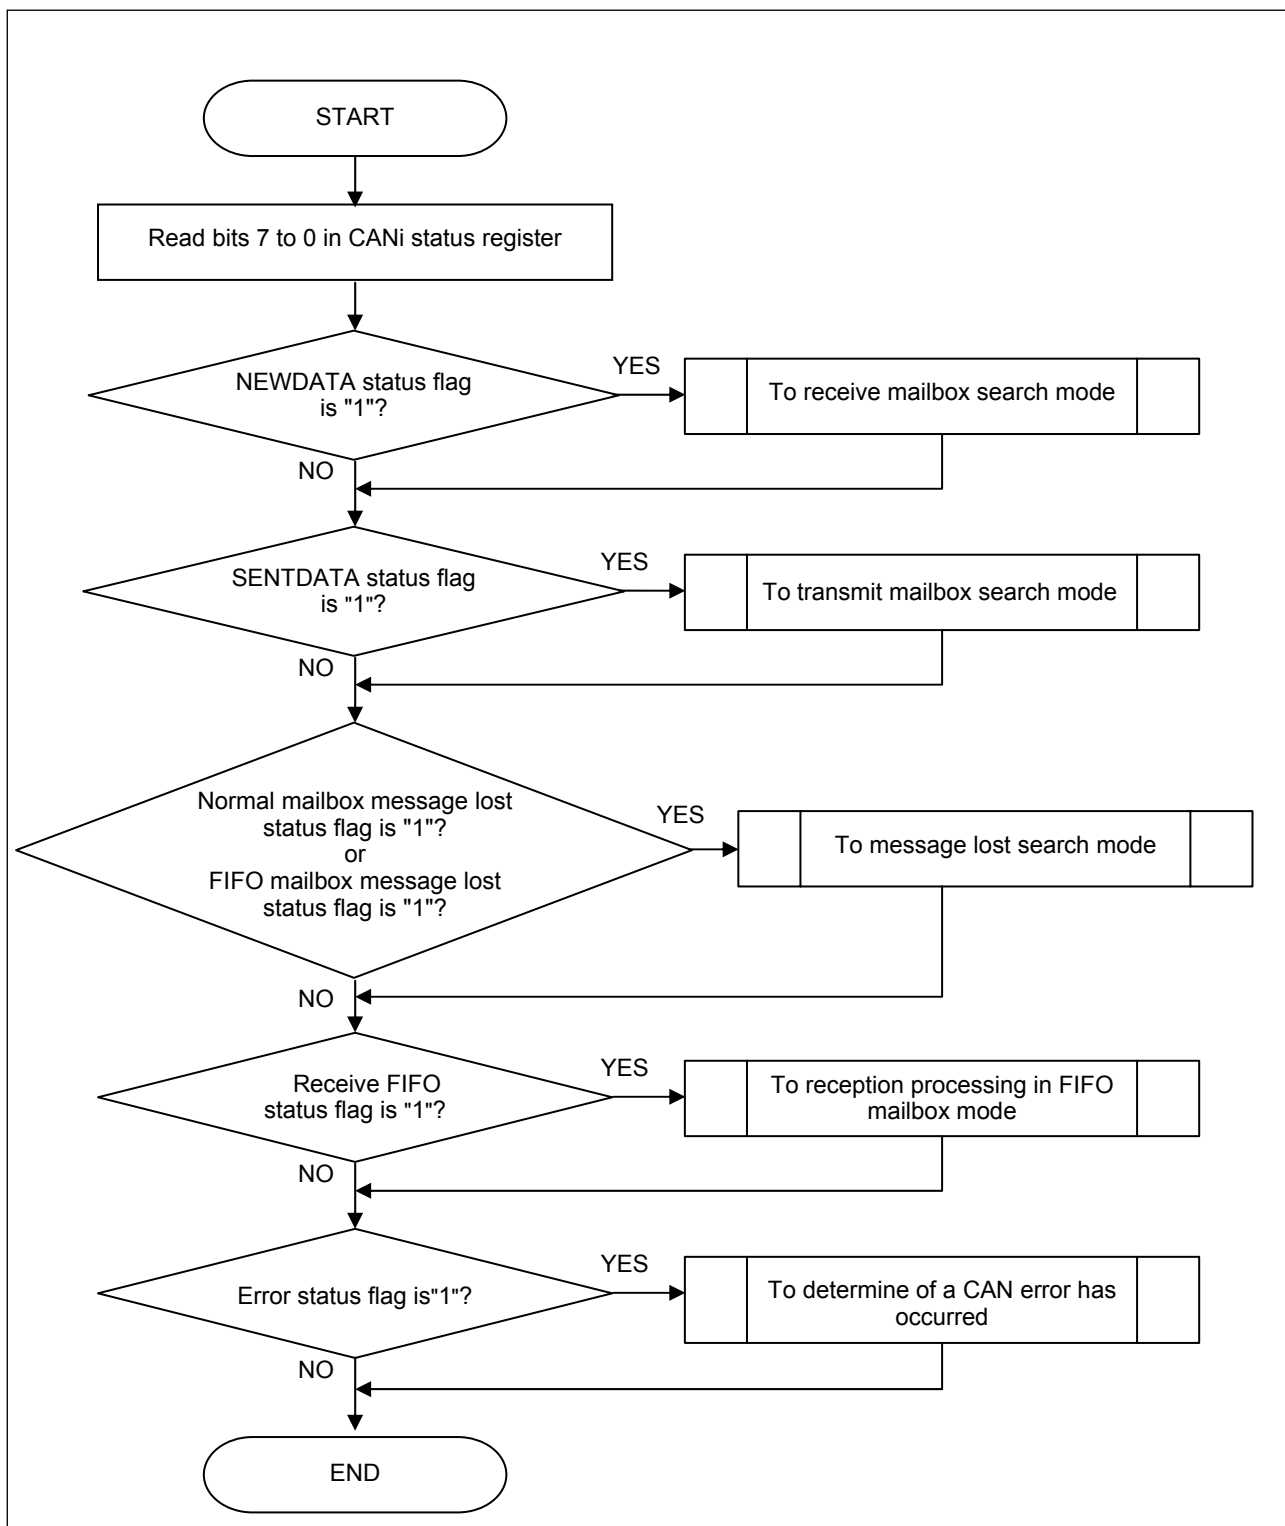 START
Read bits 7 to 0 in CANi status register
NEWDATA status flag
is "1"?
YES
To receive mailbox search mode
NO
SENTDATA status flag
is "1"?
YES
To transmit mailbox search mode
NO
Normal mailbox message lost
status flag is "1"?
or
FIFO mailbox message lost
status flag is "1"?
YES
To message lost search mode
NO
Receive FIFO
status flag is "1"?
YES
To reception processing in FIFO
mailbox mode
NO
Error status flag is"1"?
YES
To determine of a CAN error has
occurred
NO
END